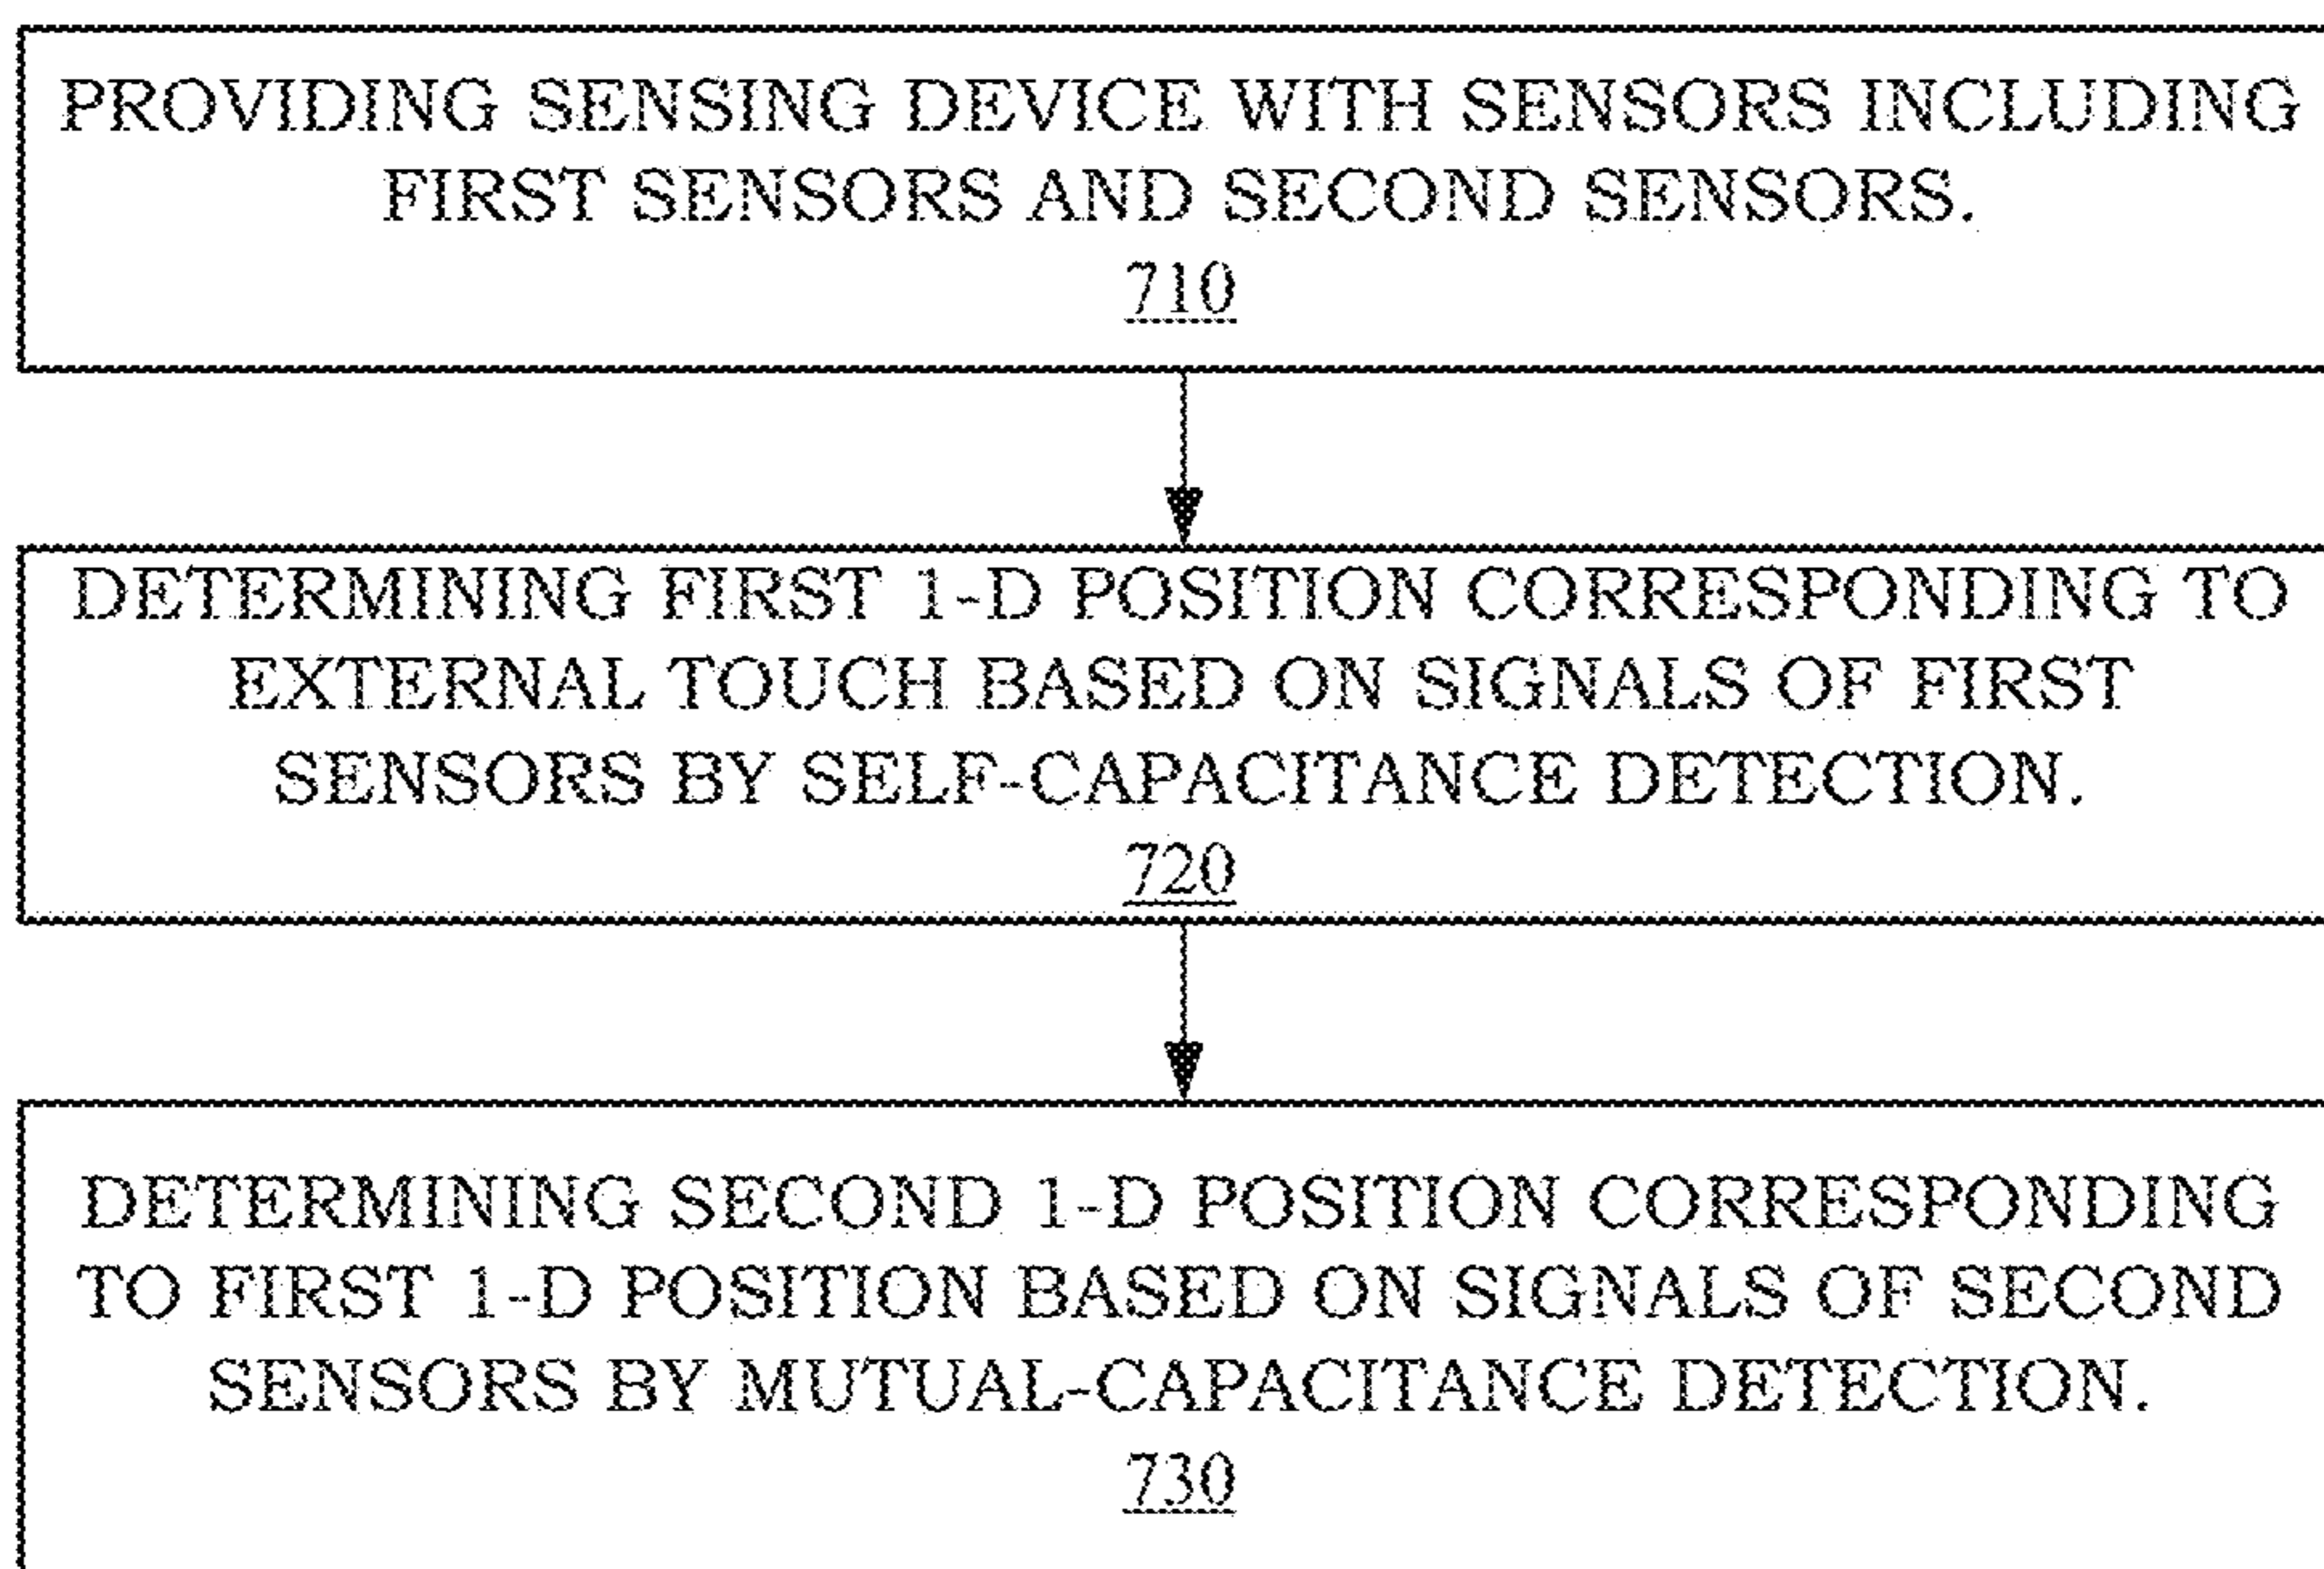 PROVIDING SENSING DEVICE WITH SENSORS INCLUDING
FIRST SENSORS AND SECOND SENSORS.
710
DETERMINING FIRST 1-D POSITION CORRESPONDING TO
EXTERNAL TOUCH BASED ON SIGNALS OF FIRST
SENSORS BY SELF-CAPACITANCE DETECTION.
720
DETERMINING SECOND 1-D POSITION CORRESPONDING
TO FIRST 1-D POSITION BASED ON SIGNALS OF SECOND
SENSORS BY MUTUAL-CAPACITANCE DETECTION.
730